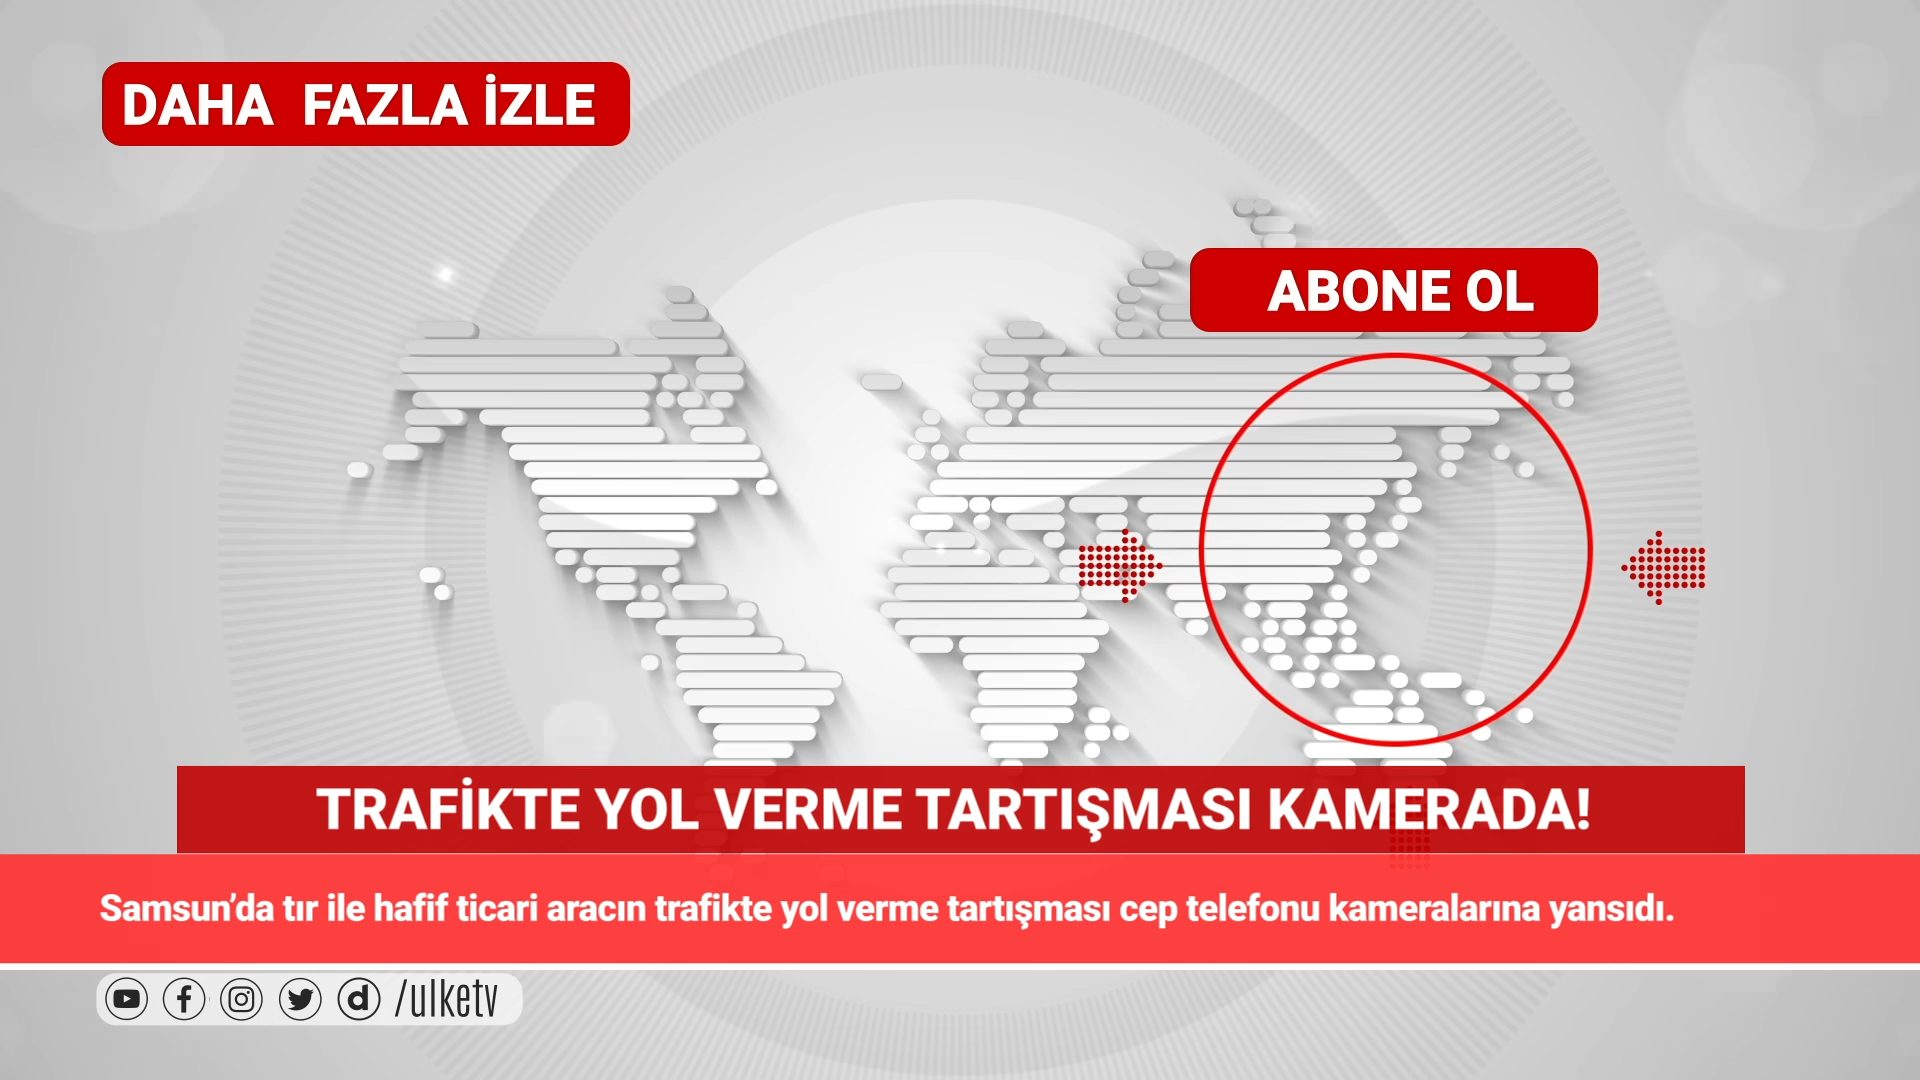 DAHA FAZLA İZLE
ABONE OL
TRAFİKTE YOL VERME TARTIŞMASI KAMERADA!
Samsun’da tır ile hafif ticari aracın trafikte yol verme tartışması cep telefonu kameralarına yansıdı.
/ulketv